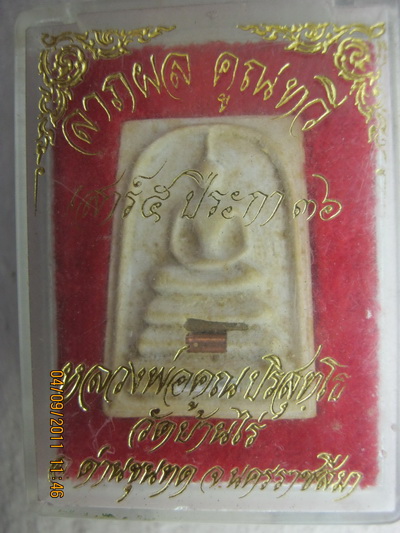 ลาภผล คูณทวี
เสาร์๕ ปีระกา ๓๖
หลวงพ่อคูณ ปริสุทฺโธ
วัดบ้านไร่
อ.ด่านขุนทด จ.นครราชสีมา
04/09/2011 11:46